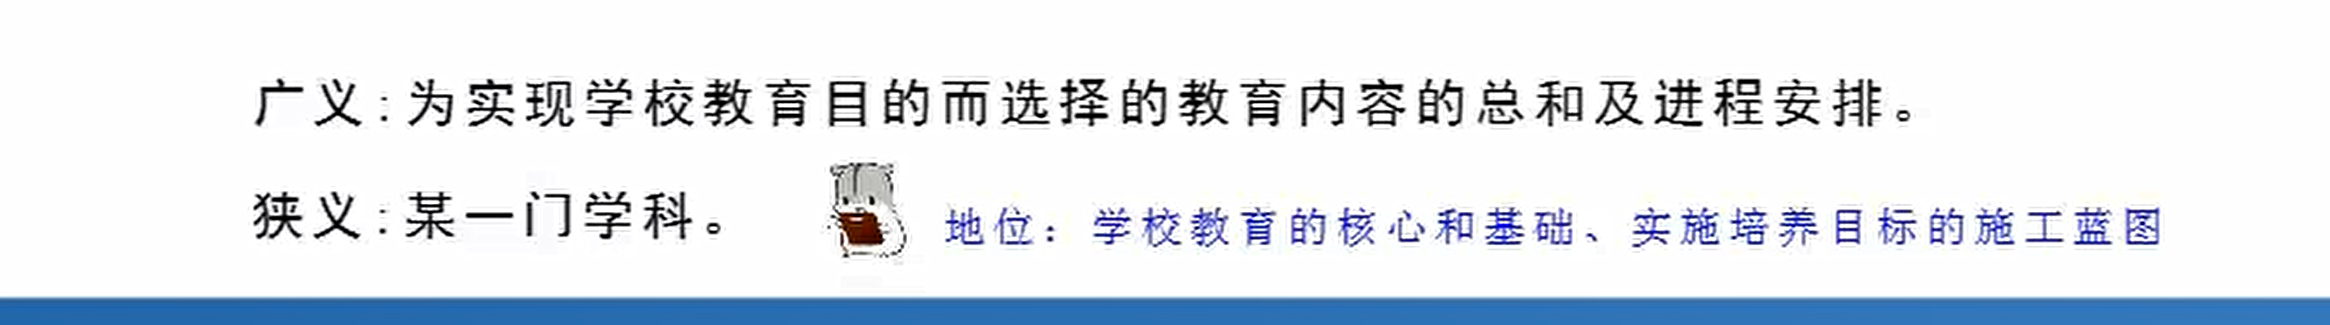 广义:为实现学校教育目的而选择的教育内容的总和及进程安排。
狭义:某一门学科。
地位：学校教育的核心和基础、实施培养目标的施工蓝图